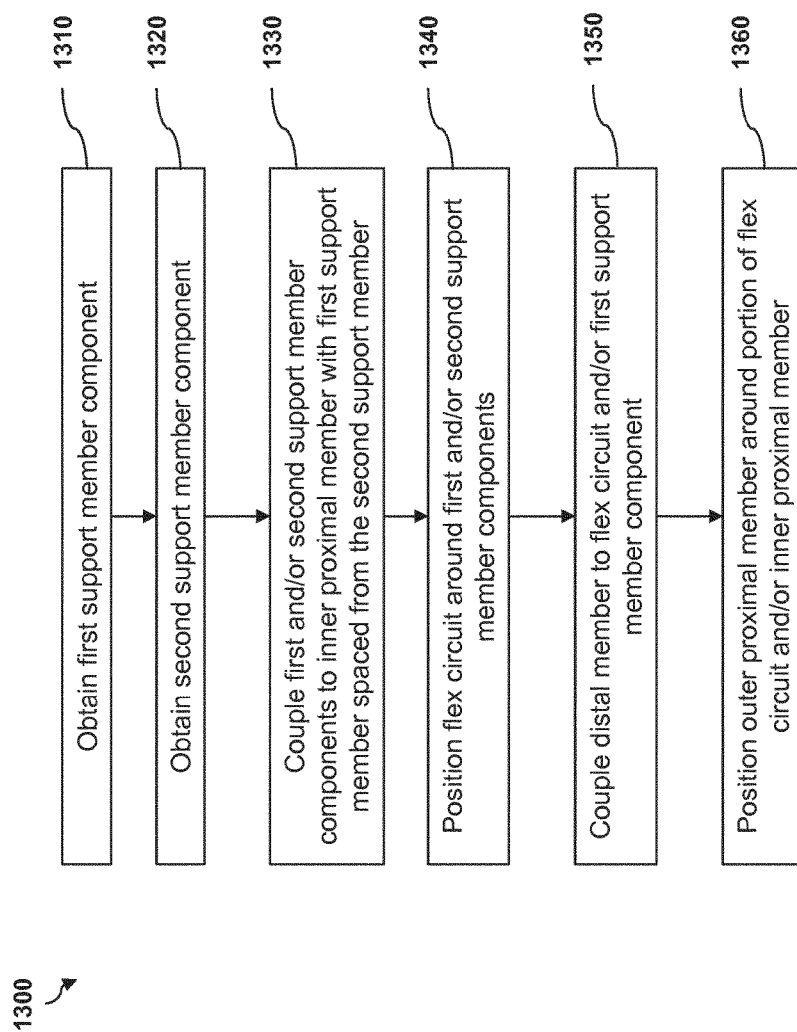 1300
1310
Obtain first support member component
1320
Obtain second support member component
1330
Couple first and/or second support member
components to inner proximal member with first support
member spaced from the second support member
1340
Position flex circuit around first and/or second support
member components
1350
Couple distal member to flex circuit and/or first support
member component
1360
Position outer proximal member around portion of flex
circuit and/or inner proximal member